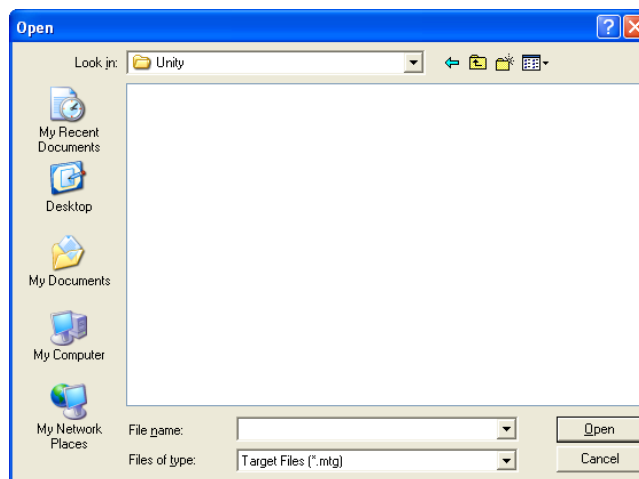 Open
Look in:
Unity
My Recent
Documents
Desktop
My Documents
My Computer
My Network
Places
File name:
Open
Files of type:
Target Files (*.mtg)
Cancel